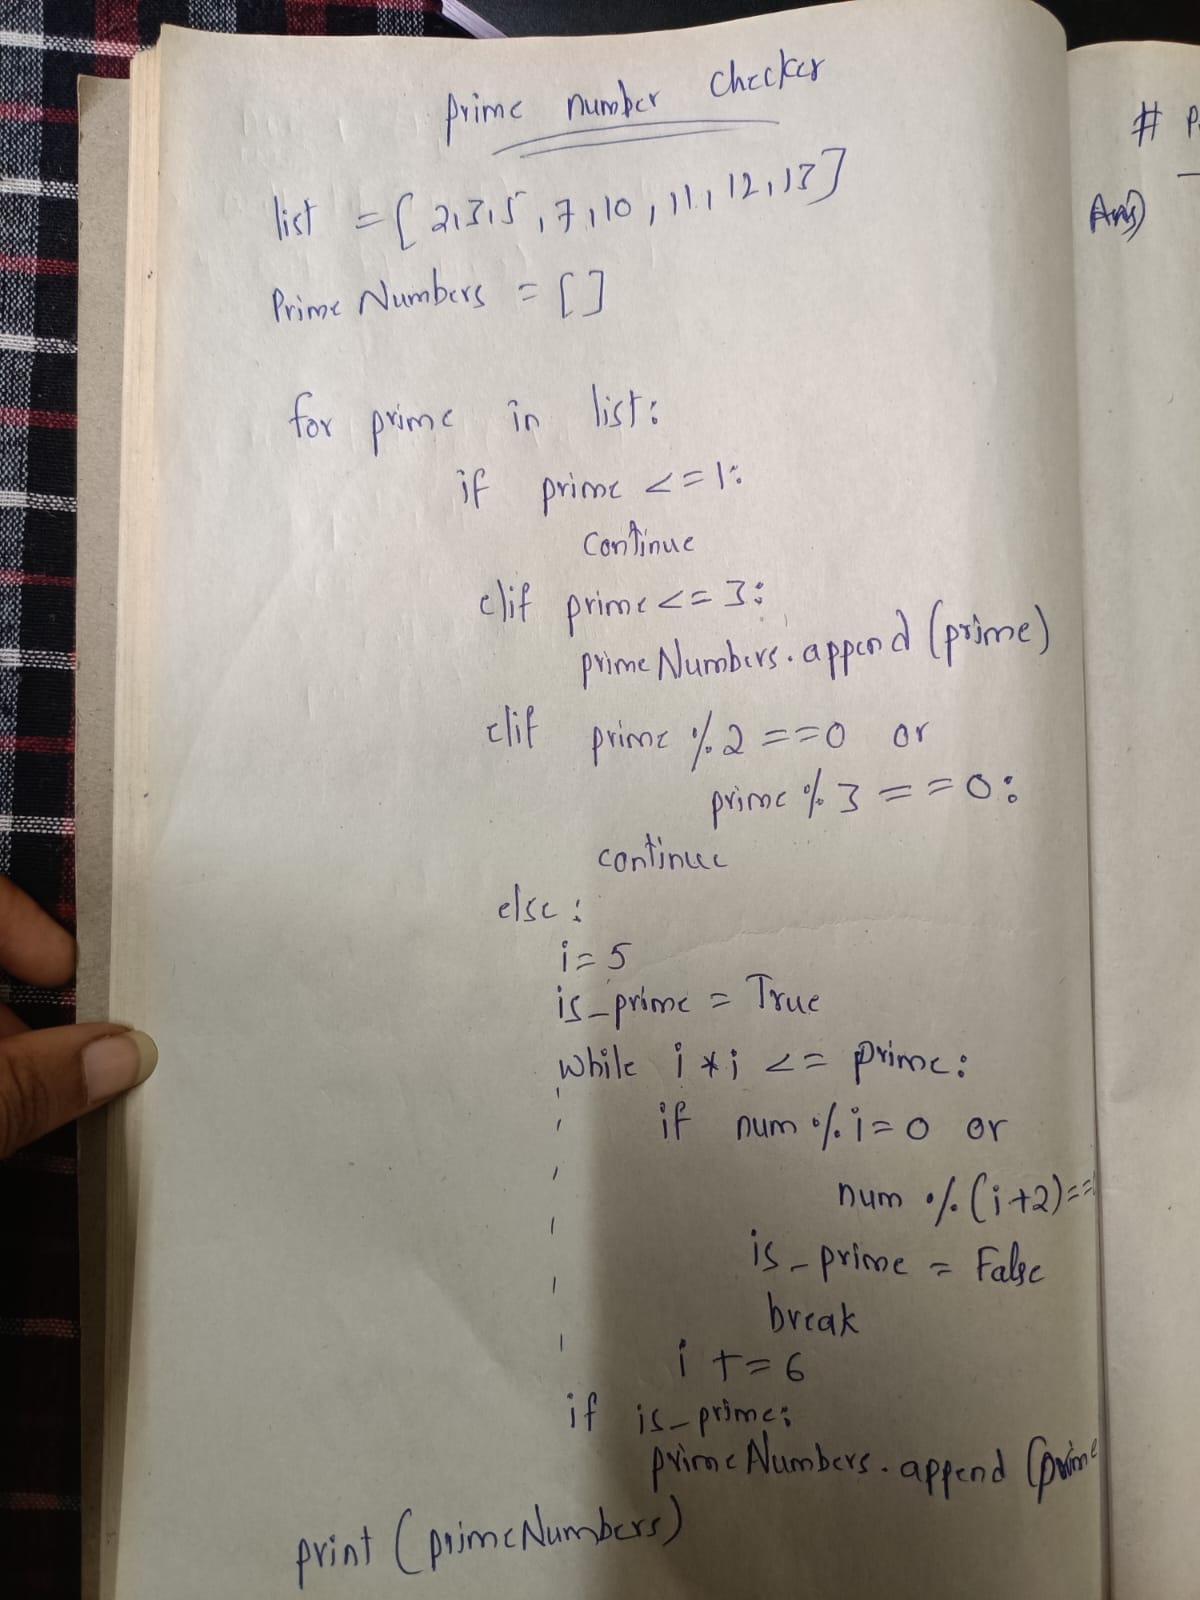 prime number checker
list = [2,3,5,7,10,11,12,13]
Prime Numbers = []
for prime in list:
if prime <=1:
continue
elif prime <= 3:
prime Numbers.append (prime)
elif prime % 2 ==0 or
prime % 3 ==0:
continue
else:
i=5
is_prime = True
while i*i <= prime:
if num % i=0 or
num % (i+2)==
is_prime = False
break
i += 6
if is_prime:
prime Numbers.append (prime
print (primeNumbers)
#
Ans)